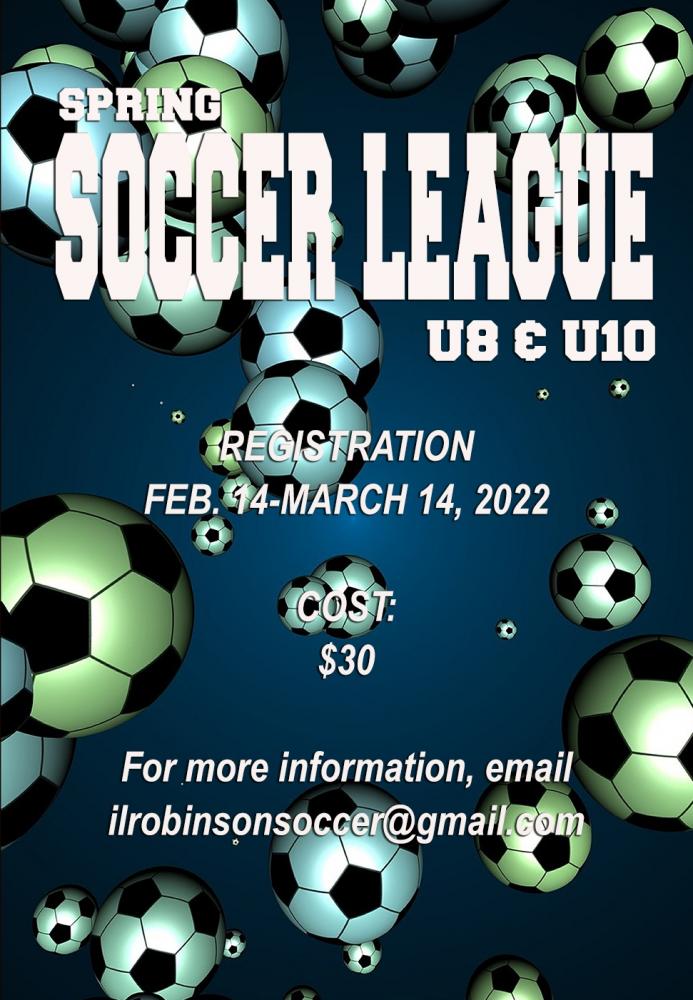 SPRING
SOCCER LEAGUE
U8 & U10
REGISTRATION
FEB. 14-MARCH 14, 2022
COST:
$30
For more information, email
ilrobinsonsoccer@gmail.com